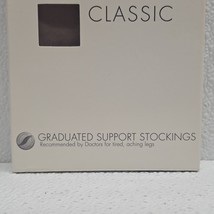 CLASSIC
GRADUATED SUPPORT STOCKINGS
Recommended by Doctors for tired, aching legs